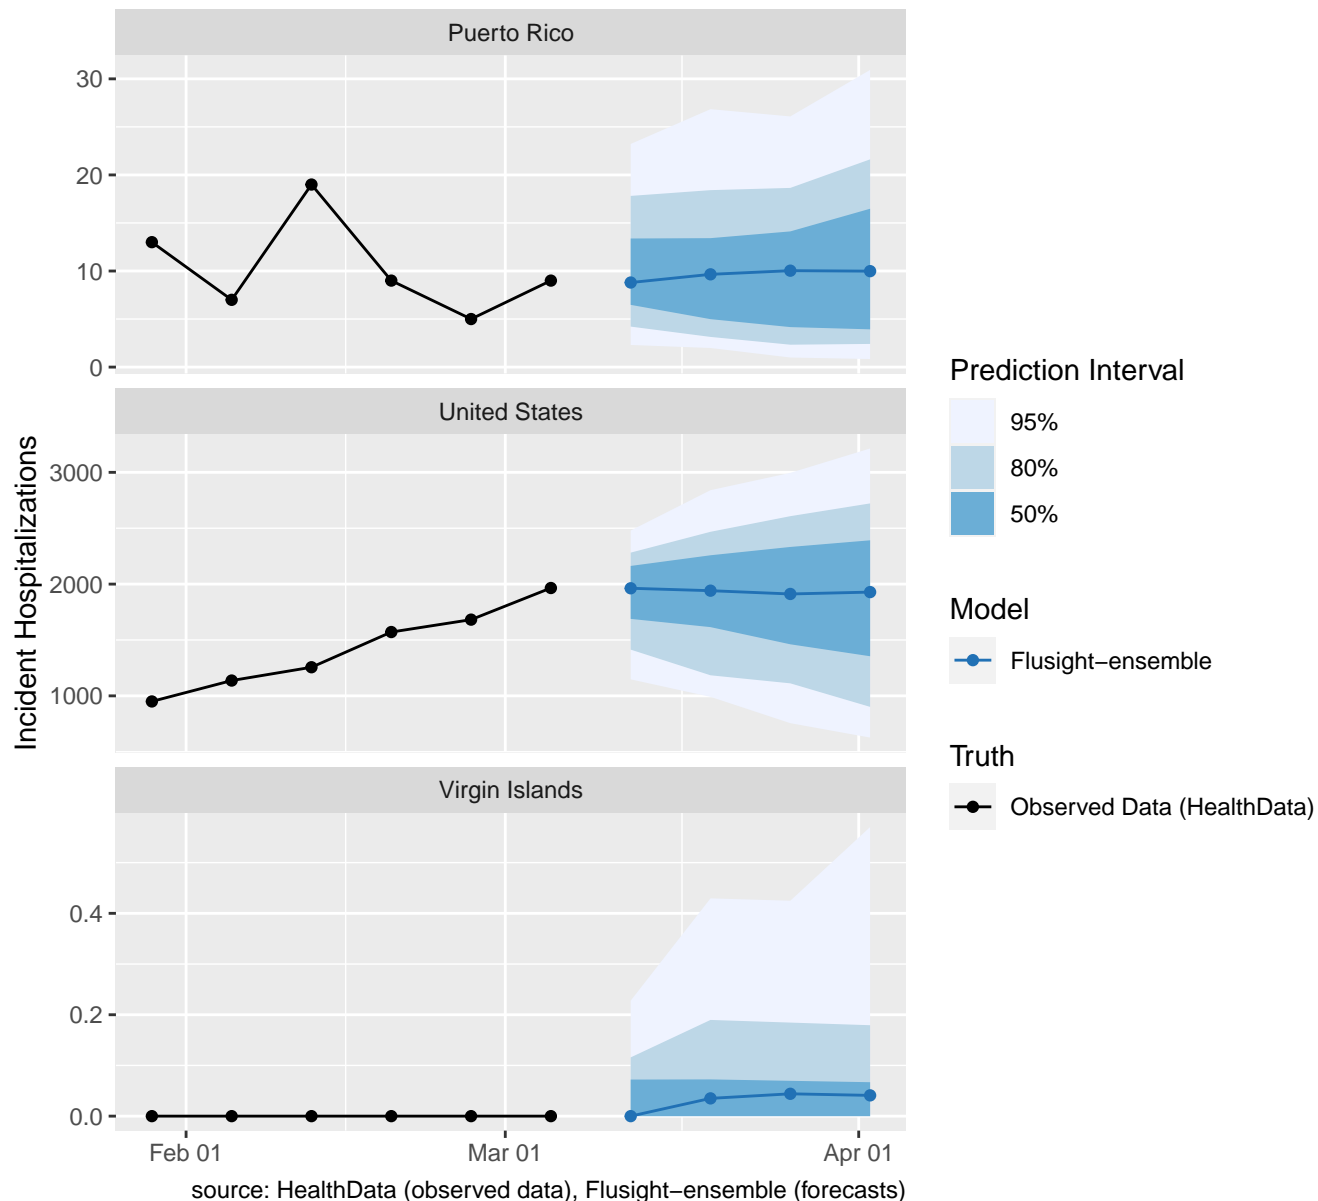 Puerto Rico
30
20
10
0
United States
3000
2000
1000
Virgin Islands
0.4
0.2
0.0
Feb 01
Mar 01
Apr 01
Incident Hospitalizations
source: HealthData (observed data), Flusight−ensemble (forecasts)
Prediction Interval
95%
80%
50%
Model
Flusight−ensemble
Truth
Observed Data (HealthData)